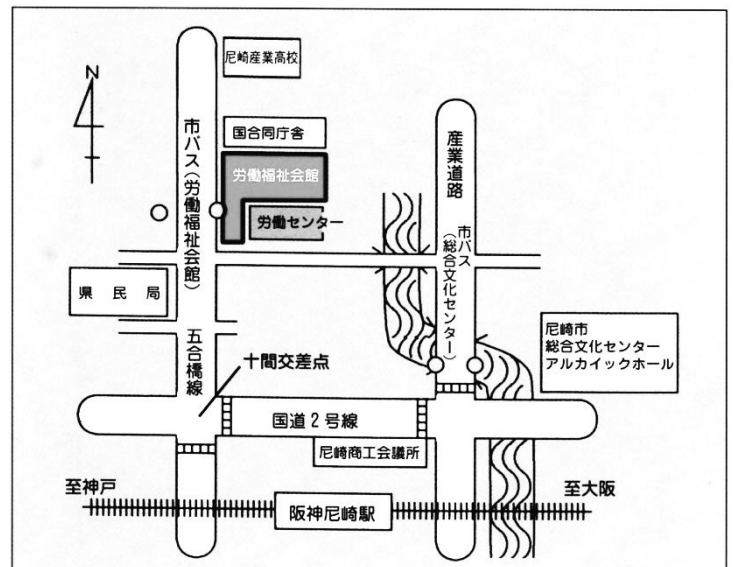 尼崎産業高校
N
国合同庁舎
労働福祉会館
労働センター
市バス(労働福祉会館)
産業道路
市バス
(総合文化センター)
県民局
五合橋線
十間交差点
尼崎市
総合文化センター
アルカイックホール
国道2号線
尼崎商工会議所
至神戸
阪神尼崎駅
至大阪